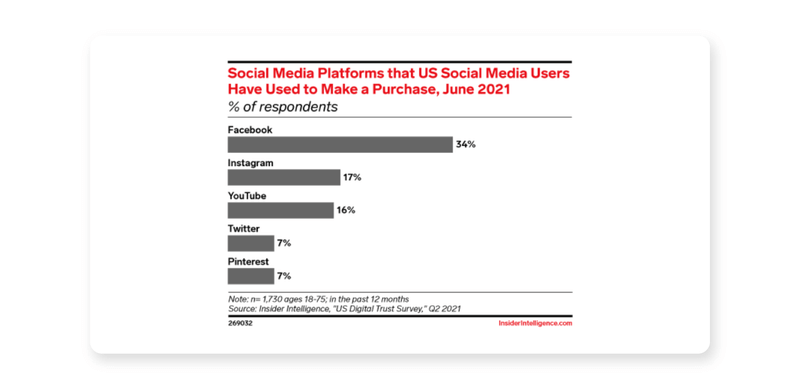 Social Media Platforms that US Social Media Users
Have Used to Make a Purchase, June 2021
% of respondents
Facebook
34%
Instagram
17%
YouTube
16%
Twitter
7%
Pinterest
7%
Note: n= 1,730 ages 18-75; in the past 12 months
Source: Insider Intelligence, "US Digital Trust Survey," Q2 2021
269032 InsiderIntelligence.com